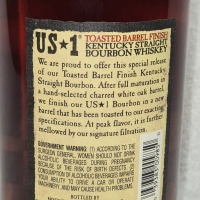 US★1
TOASTED BARREL FINISH
KENTUCKY STRAIGHT
BOURBON WHISKEY
We are proud to offer this special release
of our Toasted Barrel Finish Kentucky
Straight Bourbon. After full maturation in
a hand-selected charred white oak barrel,
we finish our US★1 Bourbon in a new
barrel that has been toasted to our exacting
specifications. At peak flavor, it is further
mellowed by our signature filtration.
GOVERNMENT WARNING: (1) ACCORDING TO THE
SURGEON GENERAL, WOMEN SHOULD NOT DRINK
ALCOHOLIC BEVERAGES DURING PREGNANCY
BECAUSE OF THE RISK OF BIRTH DEFECTS. (2)
CONSUMPTION OF ALCOHOLIC BEVERAGES IMPAIRS
YOUR ABILITY TO DRIVE A CAR OR OPERATE
MACHINERY, AND MAY CAUSE HEALTH PROBLEMS.
BOTTLED BY